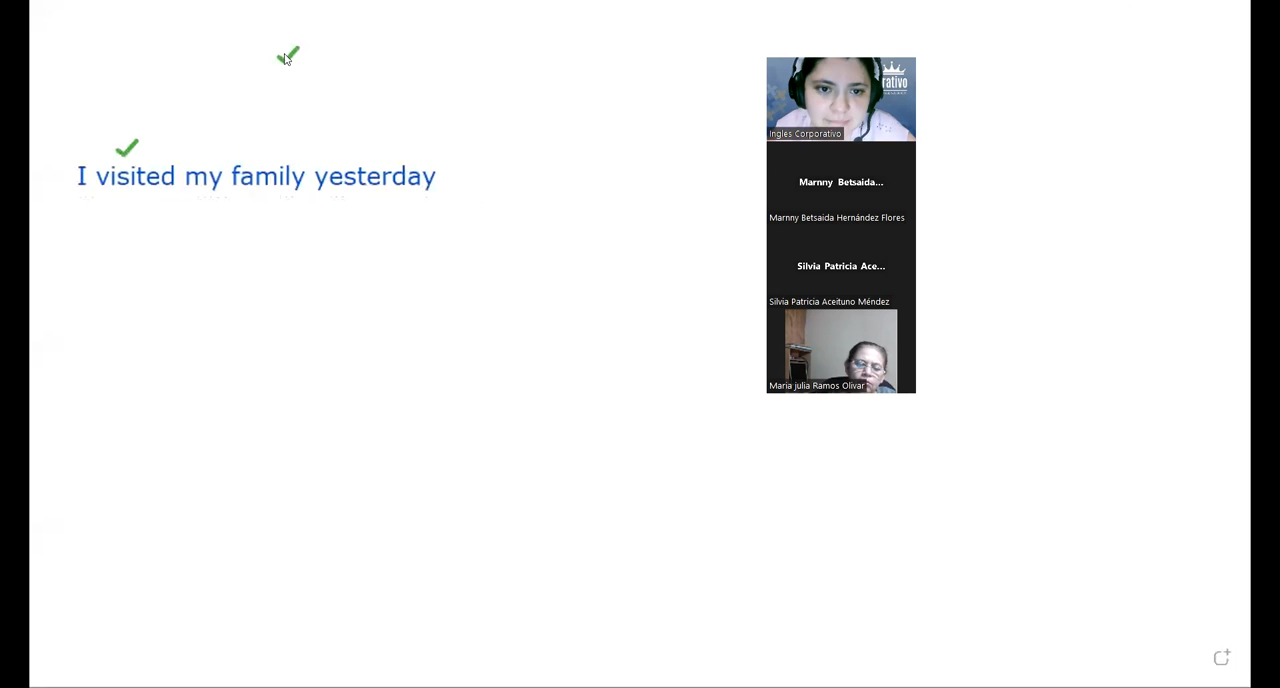 I visited my family yesterday
rativo
Ingles Corporativo
Marnny Betsaida...
Marnny Betsaida Hernández Flores
Silvia Patricia Ace...
Silvia Patricia Aceituno Méndez
Maria julia Ramos Olivar